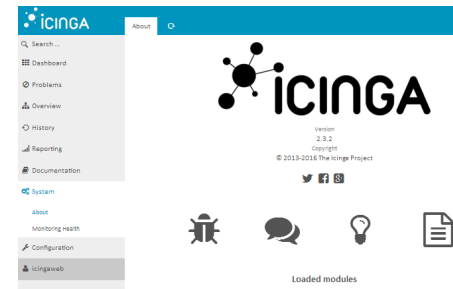 icinga
About
Search ...
Dashboard
Problems
Overview
History
Reporting
Documentation
System
About
Monitoring Health
Configuration
icingaweb
icinga
Version
2.3.2
Copyright
© 2013-2016 The Icinga Project
Loaded modules